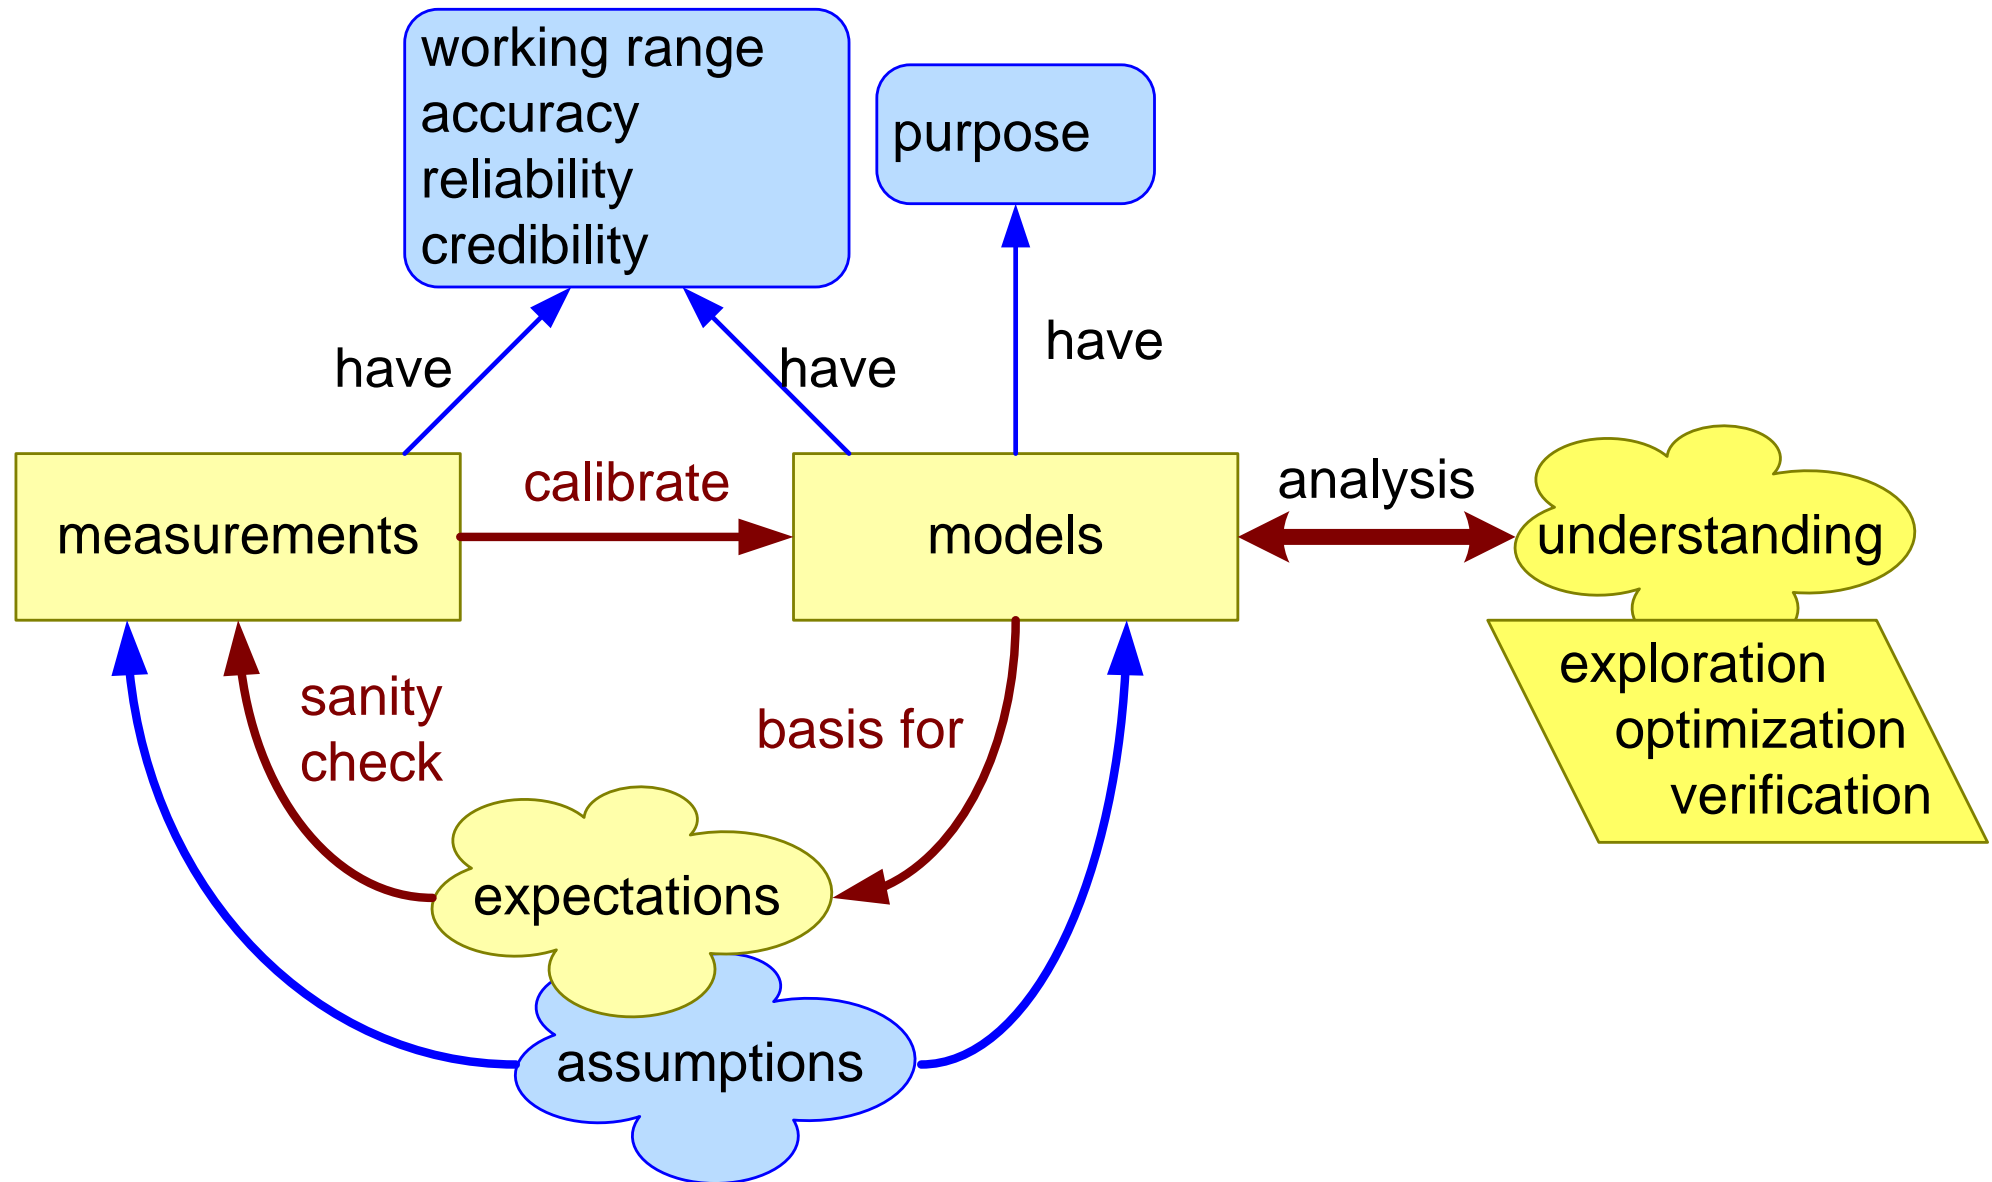 working range
accuracy
reliability
credibility
purpose
have
have
have
measurements
calibrate
models
analysis
understanding
exploration
optimization
verification
sanity
check
basis for
expectations
assumptions